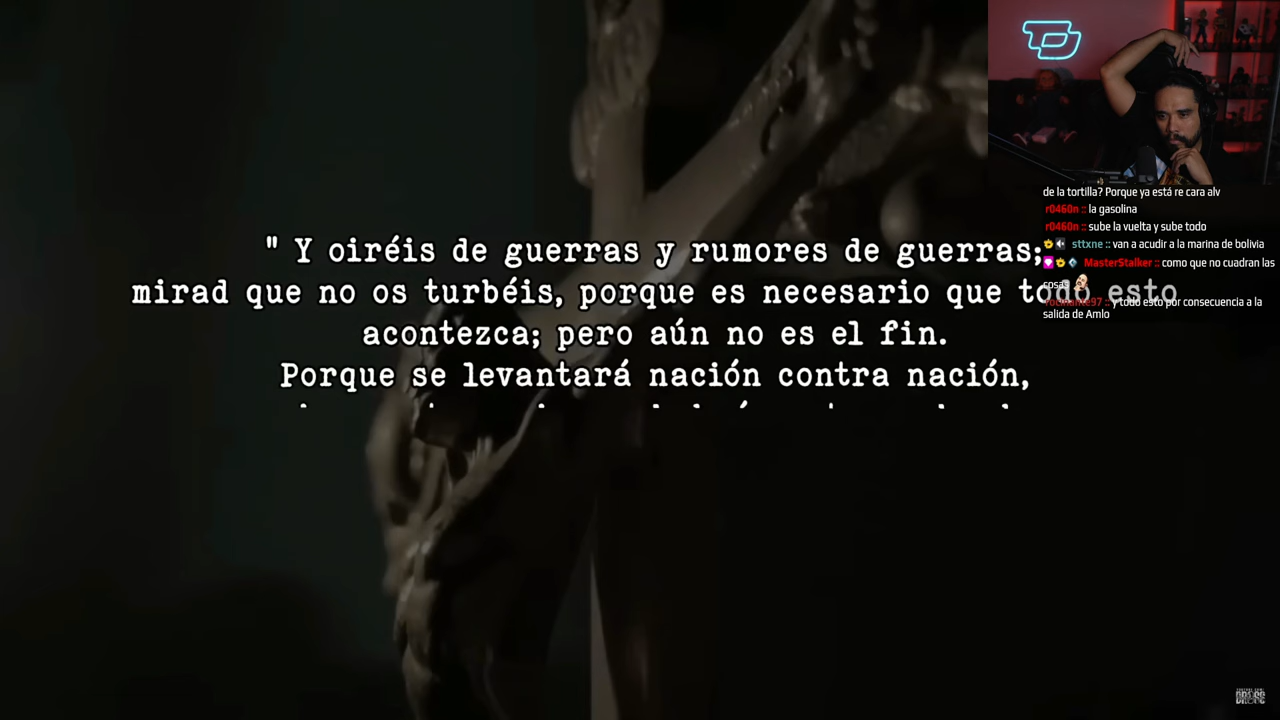 " Y oiréis de guerras y rumores de guerras;
mirad que no os turbéis, porque es necesario que todo esto
acontezca; pero aún no es el fin.
Porque se levantará nación contra nación,
de la tortilla? Porque ya está re cara alv
r0460n :: la gasolina
r0460n :: sube la vuelta y sube todo
sttxne :: van a acudir a la marina de bolivia
MasterStalker :: como que no cuadran las
cosas
rocinante97 :: y todo esto por consecuencia a la
salida de Amlo